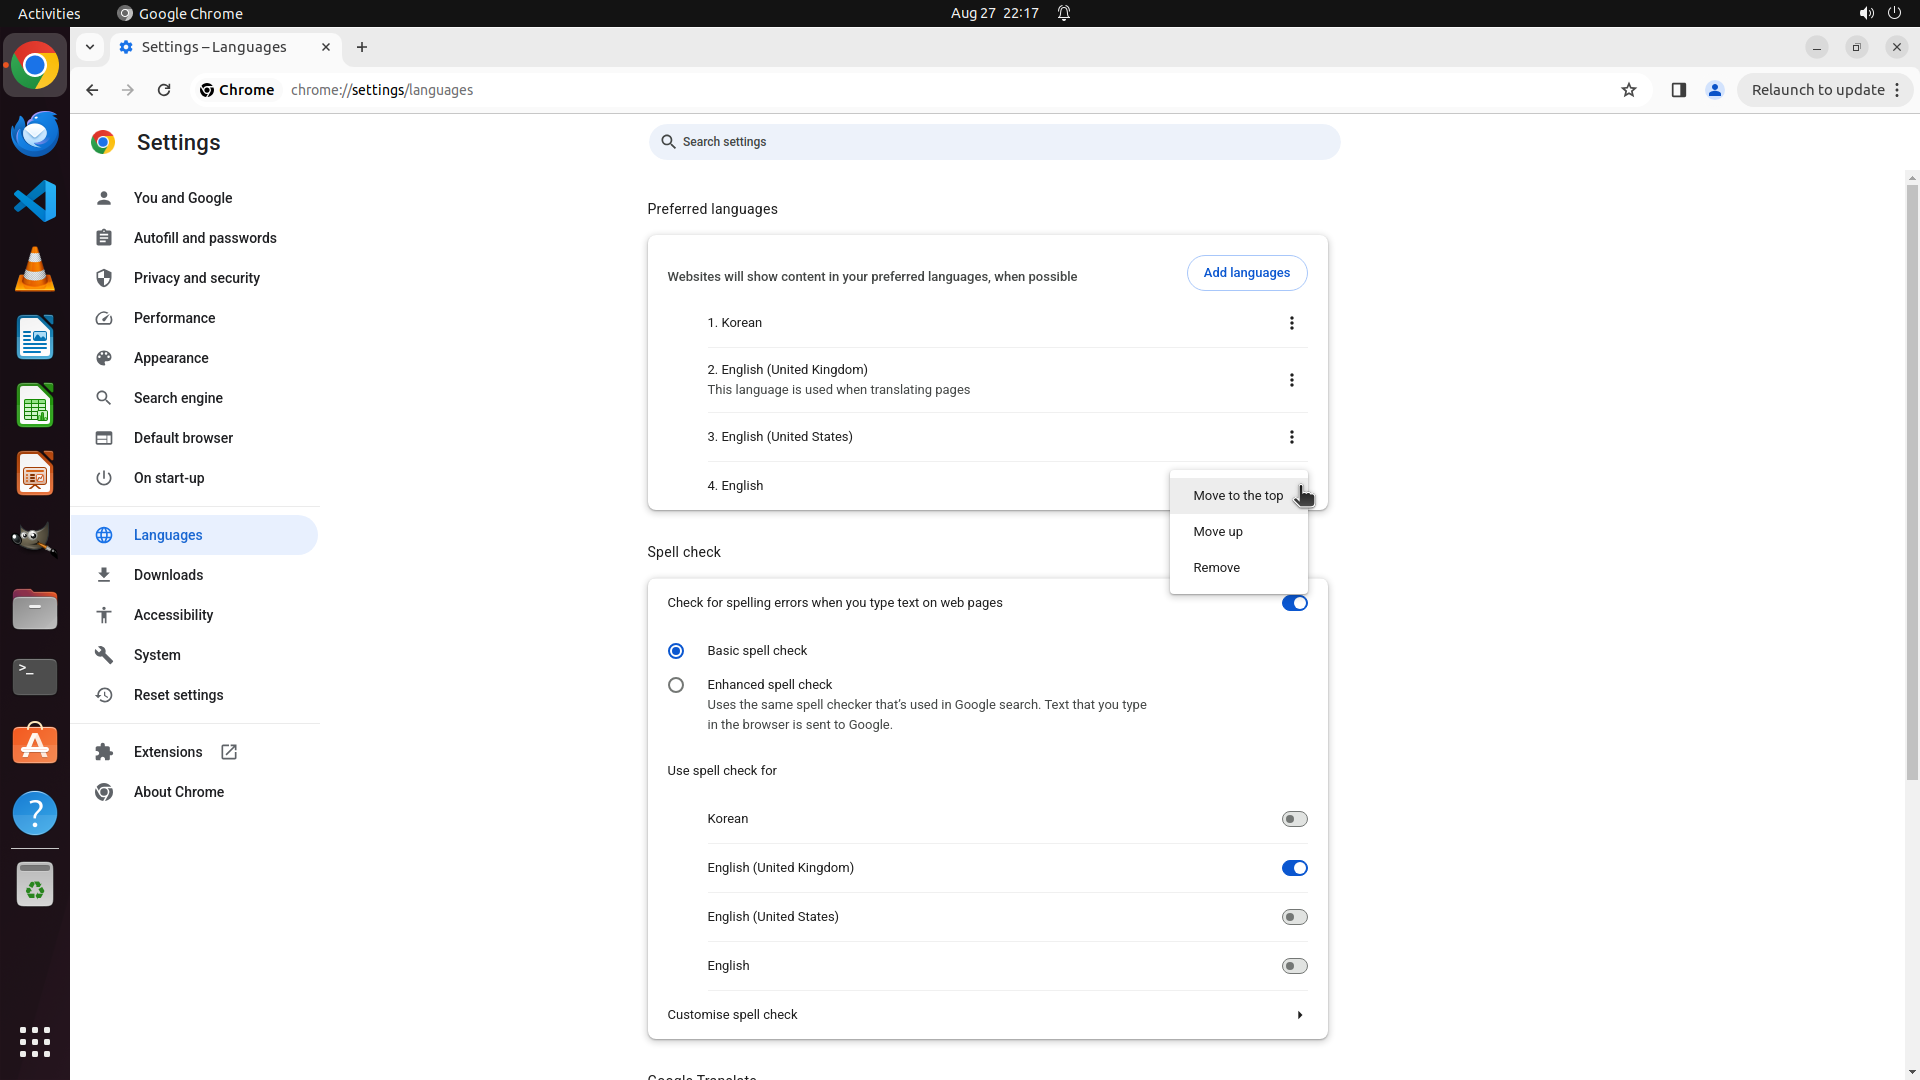 Activities
Google Chrome
Aug 27 22:17
Settings – Languages
Chrome
chrome://settings/languages
Relaunch to update
Settings
Search settings
You and Google
Autofill and passwords
Privacy and security
Performance
Appearance
Search engine
Default browser
On start-up
Languages
Downloads
Accessibility
System
Reset settings
Extensions
About Chrome
Preferred languages
Websites will show content in your preferred languages, when possible
Add languages
1. Korean
2. English (United Kingdom)
This language is used when translating pages
3. English (United States)
4. English
Move to the top
Move up
Remove
Spell check
Check for spelling errors when you type text on web pages
Basic spell check
Enhanced spell check
Uses the same spell checker that's used in Google search. Text that you type
in the browser is sent to Google.
Use spell check for
Korean
English (United Kingdom)
English (United States)
English
Customise spell check
Google Translate